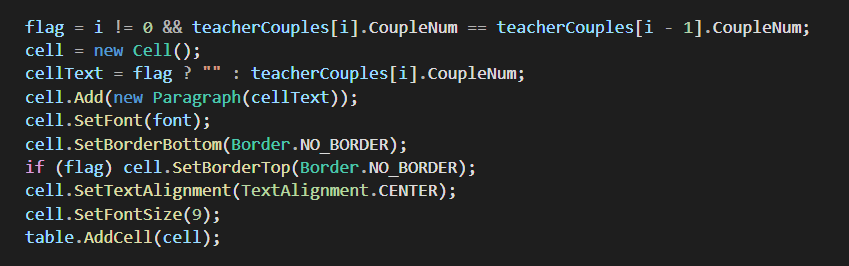 flag = i != 0 && teacherCouples[i].CoupleNum == teacherCouples[i - 1].CoupleNum;
cell = new Cell();
cellText = flag ? "" : teacherCouples[i].CoupleNum;
cell.Add(new Paragraph(cellText));
cell.SetFont(font);
cell.SetBorderBottom(Border.NO_BORDER);
if (flag) cell.SetBorderTop(Border.NO_BORDER);
cell.SetTextAlignment(TextAlignment.CENTER);
cell.SetFontSize(9);
table.AddCell(cell);